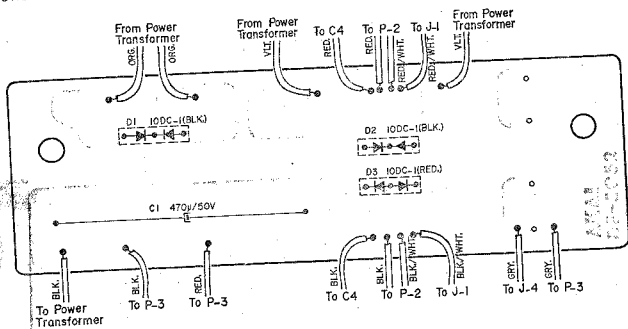 From Power
Transformer
From Power
Transformer
To C4
To P-2
To J-1
From Power
Transformer
ORG.
ORG.
VLT.
RED.
RED.
RED./WHT.
RED./WHT.
VLT.
D1 10DC-1(BLK.)
D2 10DC-1(BLK.)
D3 10DC-1(RED.)
C1 470μ/50V
BLK.
BLK.
RED.
BLK.
BLK.
BLK./WHT.
BLK./WHT.
GRY.
GRY.
To Power
Transformer
To P-3
To P-3
To C4
To P-2
To J-1
To J-4
To P-3